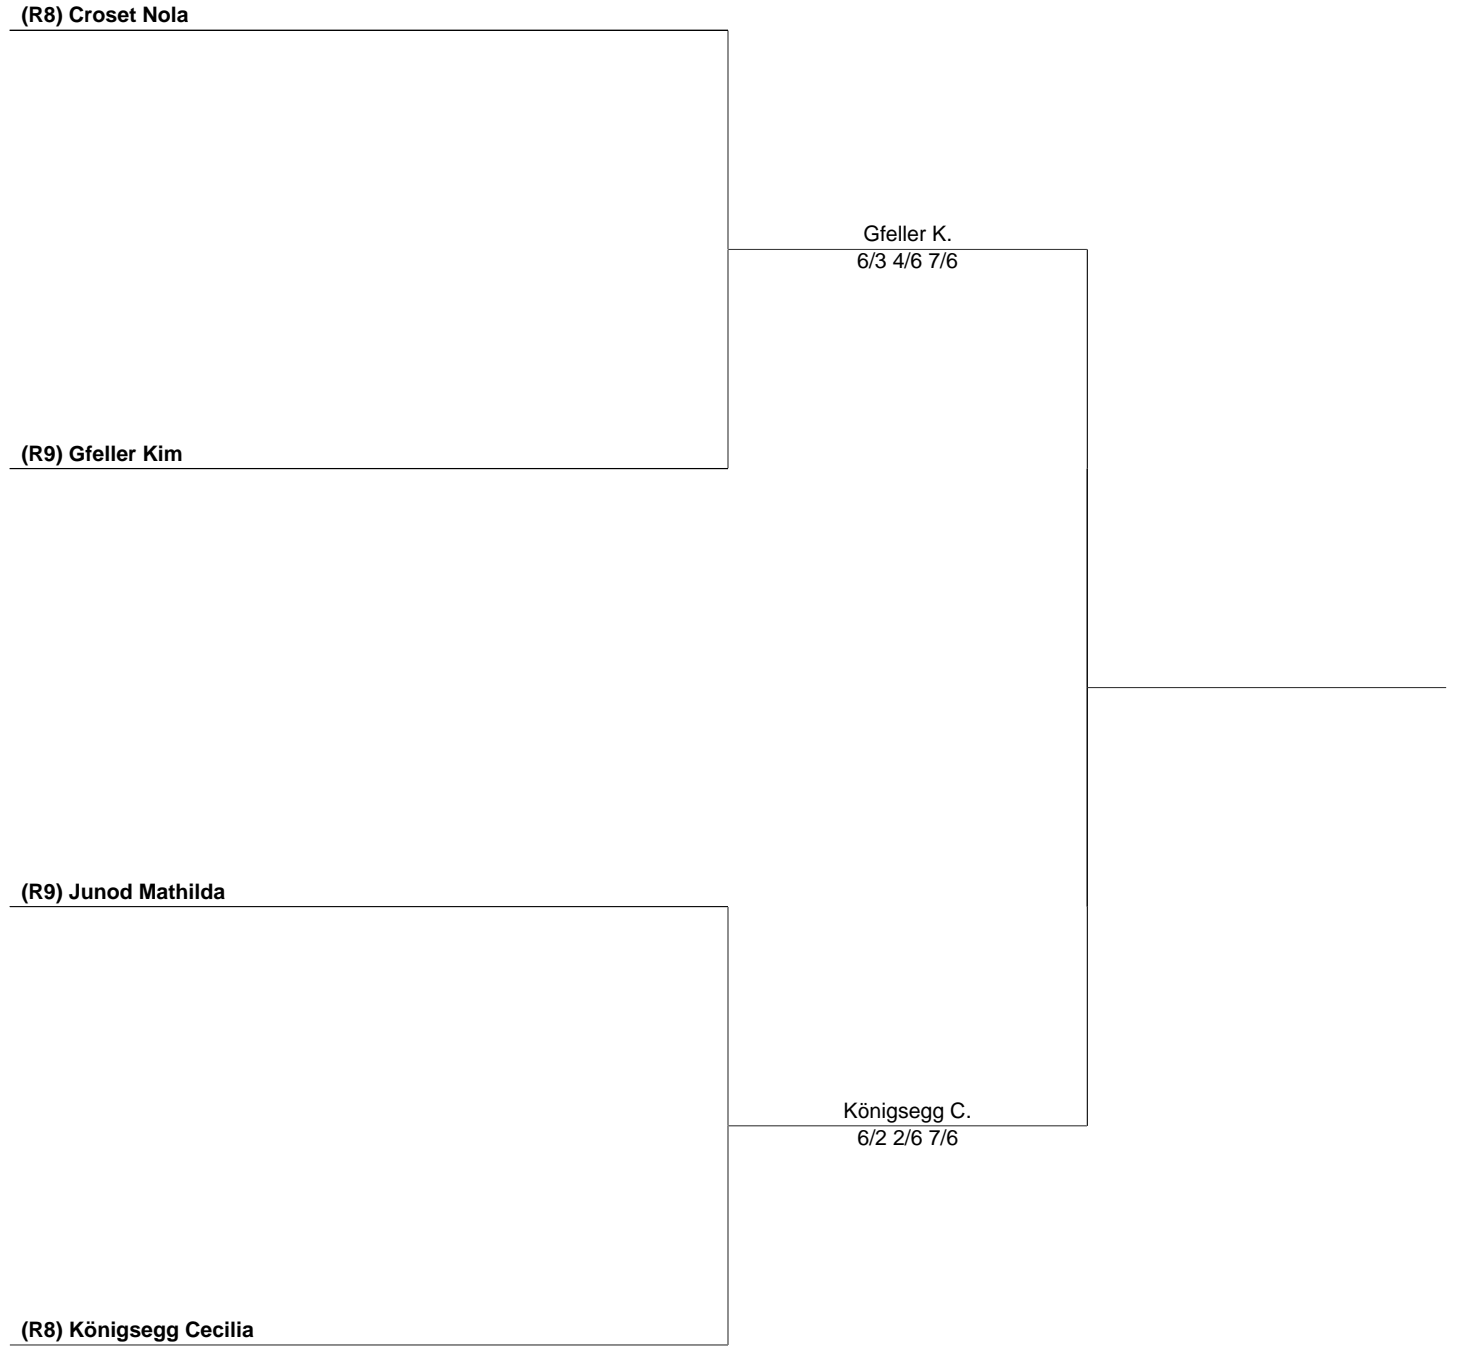 (R8) Croset Nola
Gfeller K.
6/3 4/6 7/6
(R9) Gfeller Kim
(R9) Junod Mathilda
Königsegg C.
6/2 2/6 7/6
(R8) Königsegg Cecilia